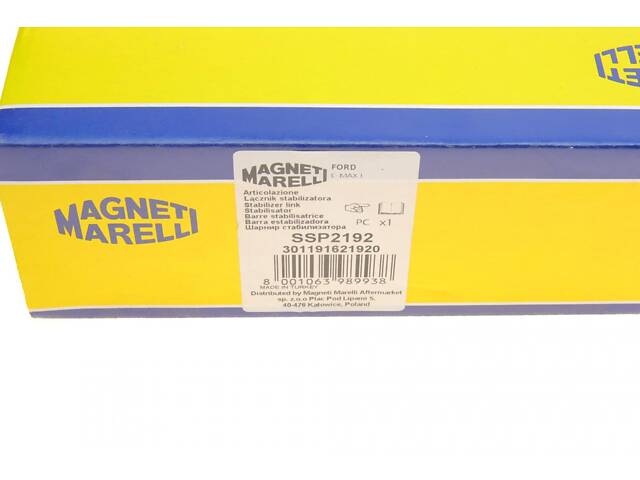 MAGNETI
MARELLI
MAGNETI
MARELLI
FORD
Articolazione
Łącznik stabilizatora
Stabilizer link
Stabilisator
Barre stabilisatrice
Barra estabilizadora
Шарнир стабилизатора
PC x1
SSP2192
301191621920
8 001063 989938
MADE IN TURKEY
Distributed by Magneti Marelli Aftermarket
sp. z.o.o Plac Pod Lipami 5,
40-476 Katowice, Poland
MAGNETI
MARELLI